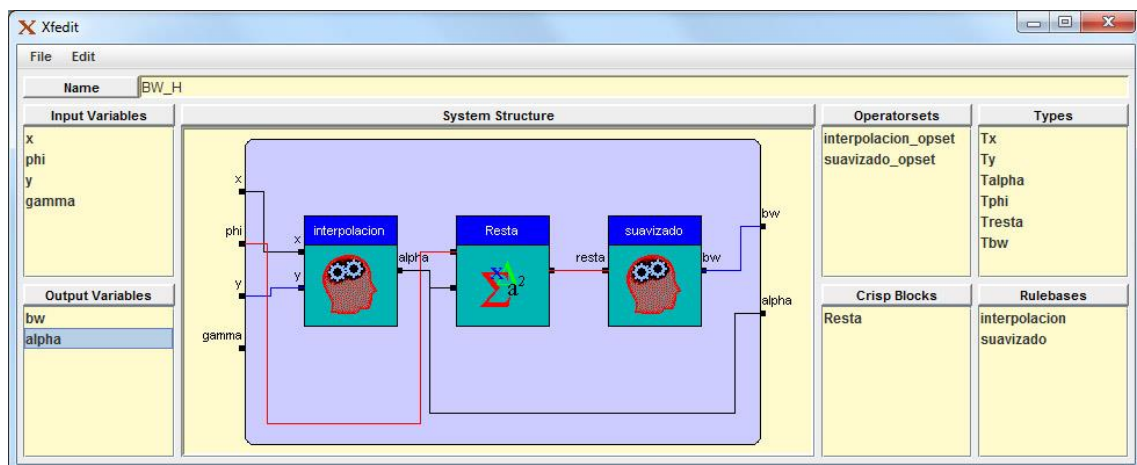 Xfedit
File Edit
Name BW_H
Input Variables
x
phi
y
gamma
Output Variables
bw
alpha
System Structure
x
phi
y
gamma
interpolacion
x
y
alpha
Resta
resta
suavizado
bw
bw
alpha
Operatorsets
interpolacion_opset
suavizado_opset
Types
Tx
Ty
Talpha
Tphi
Tresta
Tbw
Crisp Blocks
Resta
Rulebases
interpolacion
suavizado